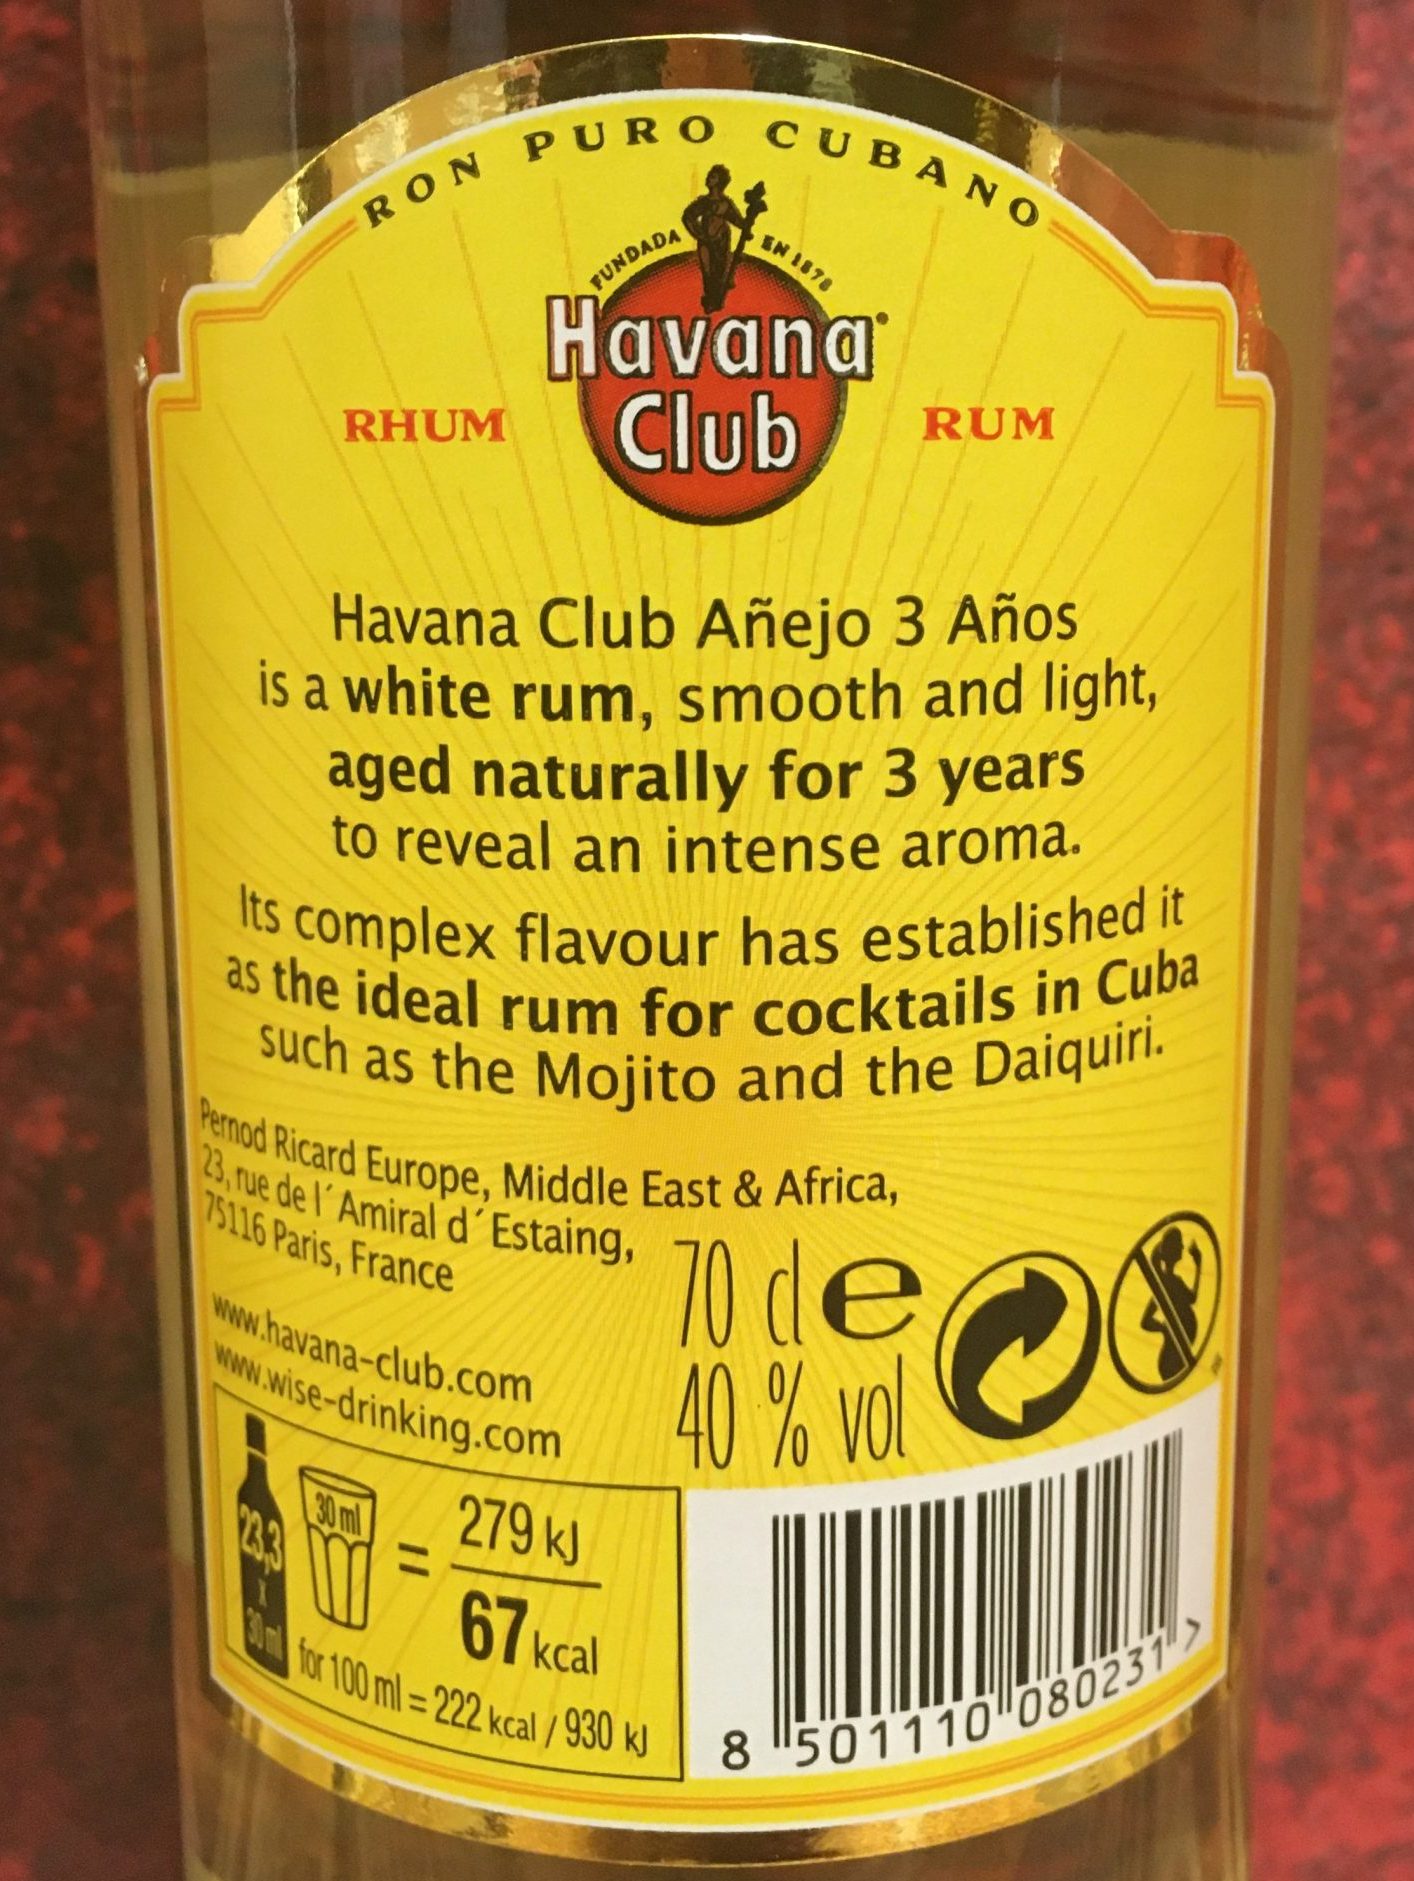 RON PURO CUBANO
FUNDADA EN 1878
Havana
Club
RHUM
RUM
Havana Club Añejo 3 Años
is a white rum, smooth and light,
aged naturally for 3 years
to reveal an intense aroma.
Its complex flavour has established it
as the ideal rum for cocktails in Cuba
such as the Mojito and the Daiquiri.
Pernod Ricard Europe, Middle East & Africa,
23, rue de l´Amiral d´Estaing,
75116 Paris, France
www.havana-club.com
www.wise-drinking.com
70 cl e
40 % vol
23,3
x
30 ml
30 ml
=
279 kJ
67 kcal
for 100 ml = 222 kcal / 930 kJ
8 501110 080231 >